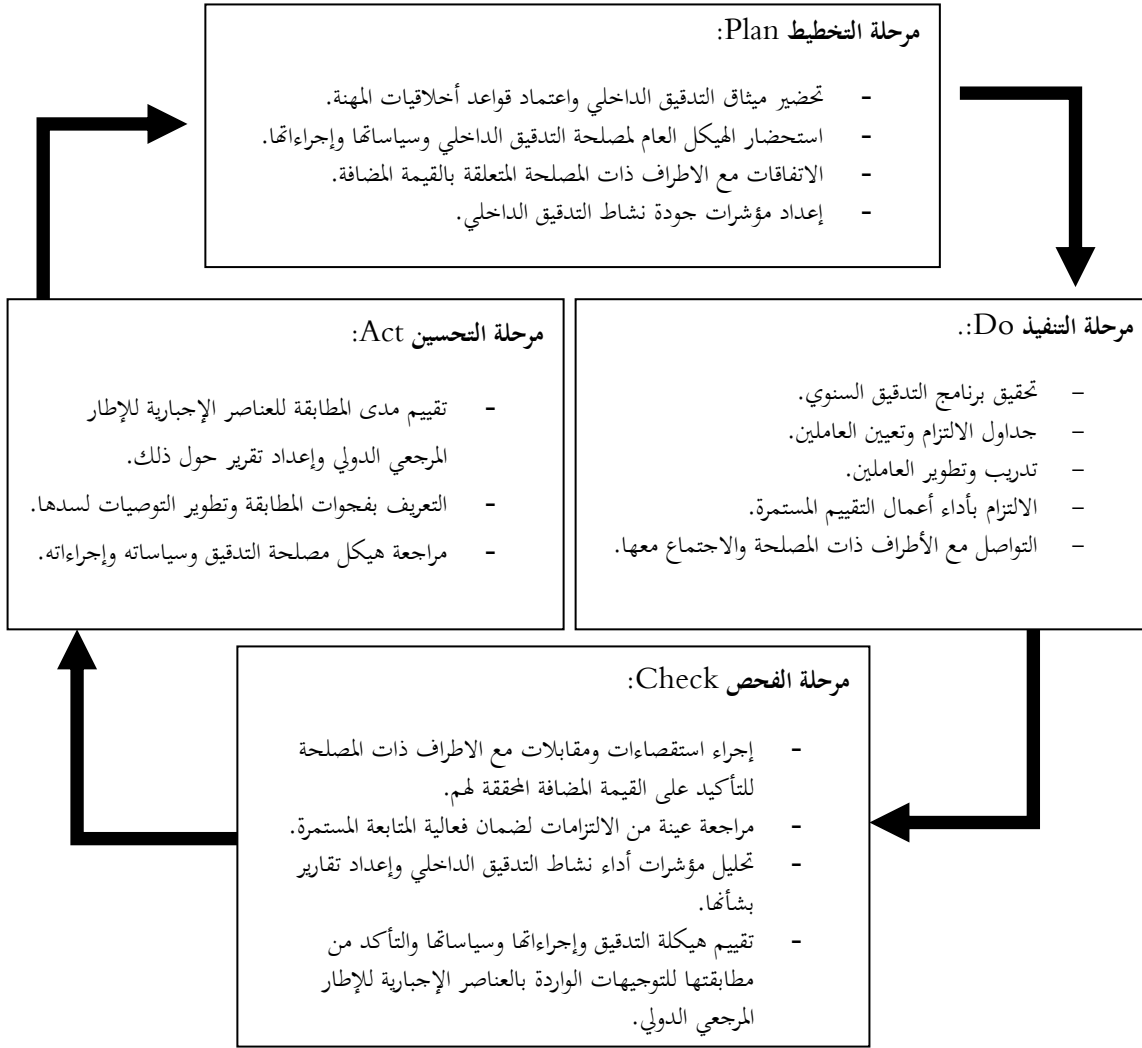 مرحلة التخطيط Plan:
- تحضير ميثاق التدقيق الداخلي واعتماد قواعد أخلاقيات المهنة.
- استحضار الهيكل العام لمصلحة التدقيق الداخلي وسياساتها وإجراءاتها.
- الاتفاقات مع الاطراف ذات المصلحة المتعلقة بالقيمة المضافة.
- إعداد مؤشرات جودة نشاط التدقيق الداخلي.
مرحلة التنفيذ Do:.
- تحقيق برنامج التدقيق السنوي.
- جداول الالتزام وتعيين العاملين.
- تدريب وتطوير العاملين.
- الالتزام بأداء أعمال التقييم المستمرة.
- التواصل مع الأطراف ذات المصلحة والاجتماع معها.
مرحلة الفحص Check:
- إجراء استقصاءات ومقابلات مع الاطراف ذات المصلحة
للتأكيد على القيمة المضافة المحققة لهم.
- مراجعة عينة من الالتزامات لضمان فعالية المتابعة المستمرة.
- تحليل مؤشرات أداء نشاط التدقيق الداخلي وإعداد تقارير
بشأنها.
- تقييم هيكلة التدقيق وإجراءاتها وسياساتها والتأكد من
مطابقتها للتوجيهات الواردة بالعناصر الإجبارية للإطار
المرجعي الدولي.
مرحلة التحسين Act:
- تقييم مدى المطابقة للعناصر الإجبارية للإطار
المرجعي الدولي وإعداد تقرير حول ذلك.
- التعريف بفجوات المطابقة وتطوير التوصيات لسدها.
- مراجعة هيكل مصلحة التدقيق وسياساته وإجراءاته.